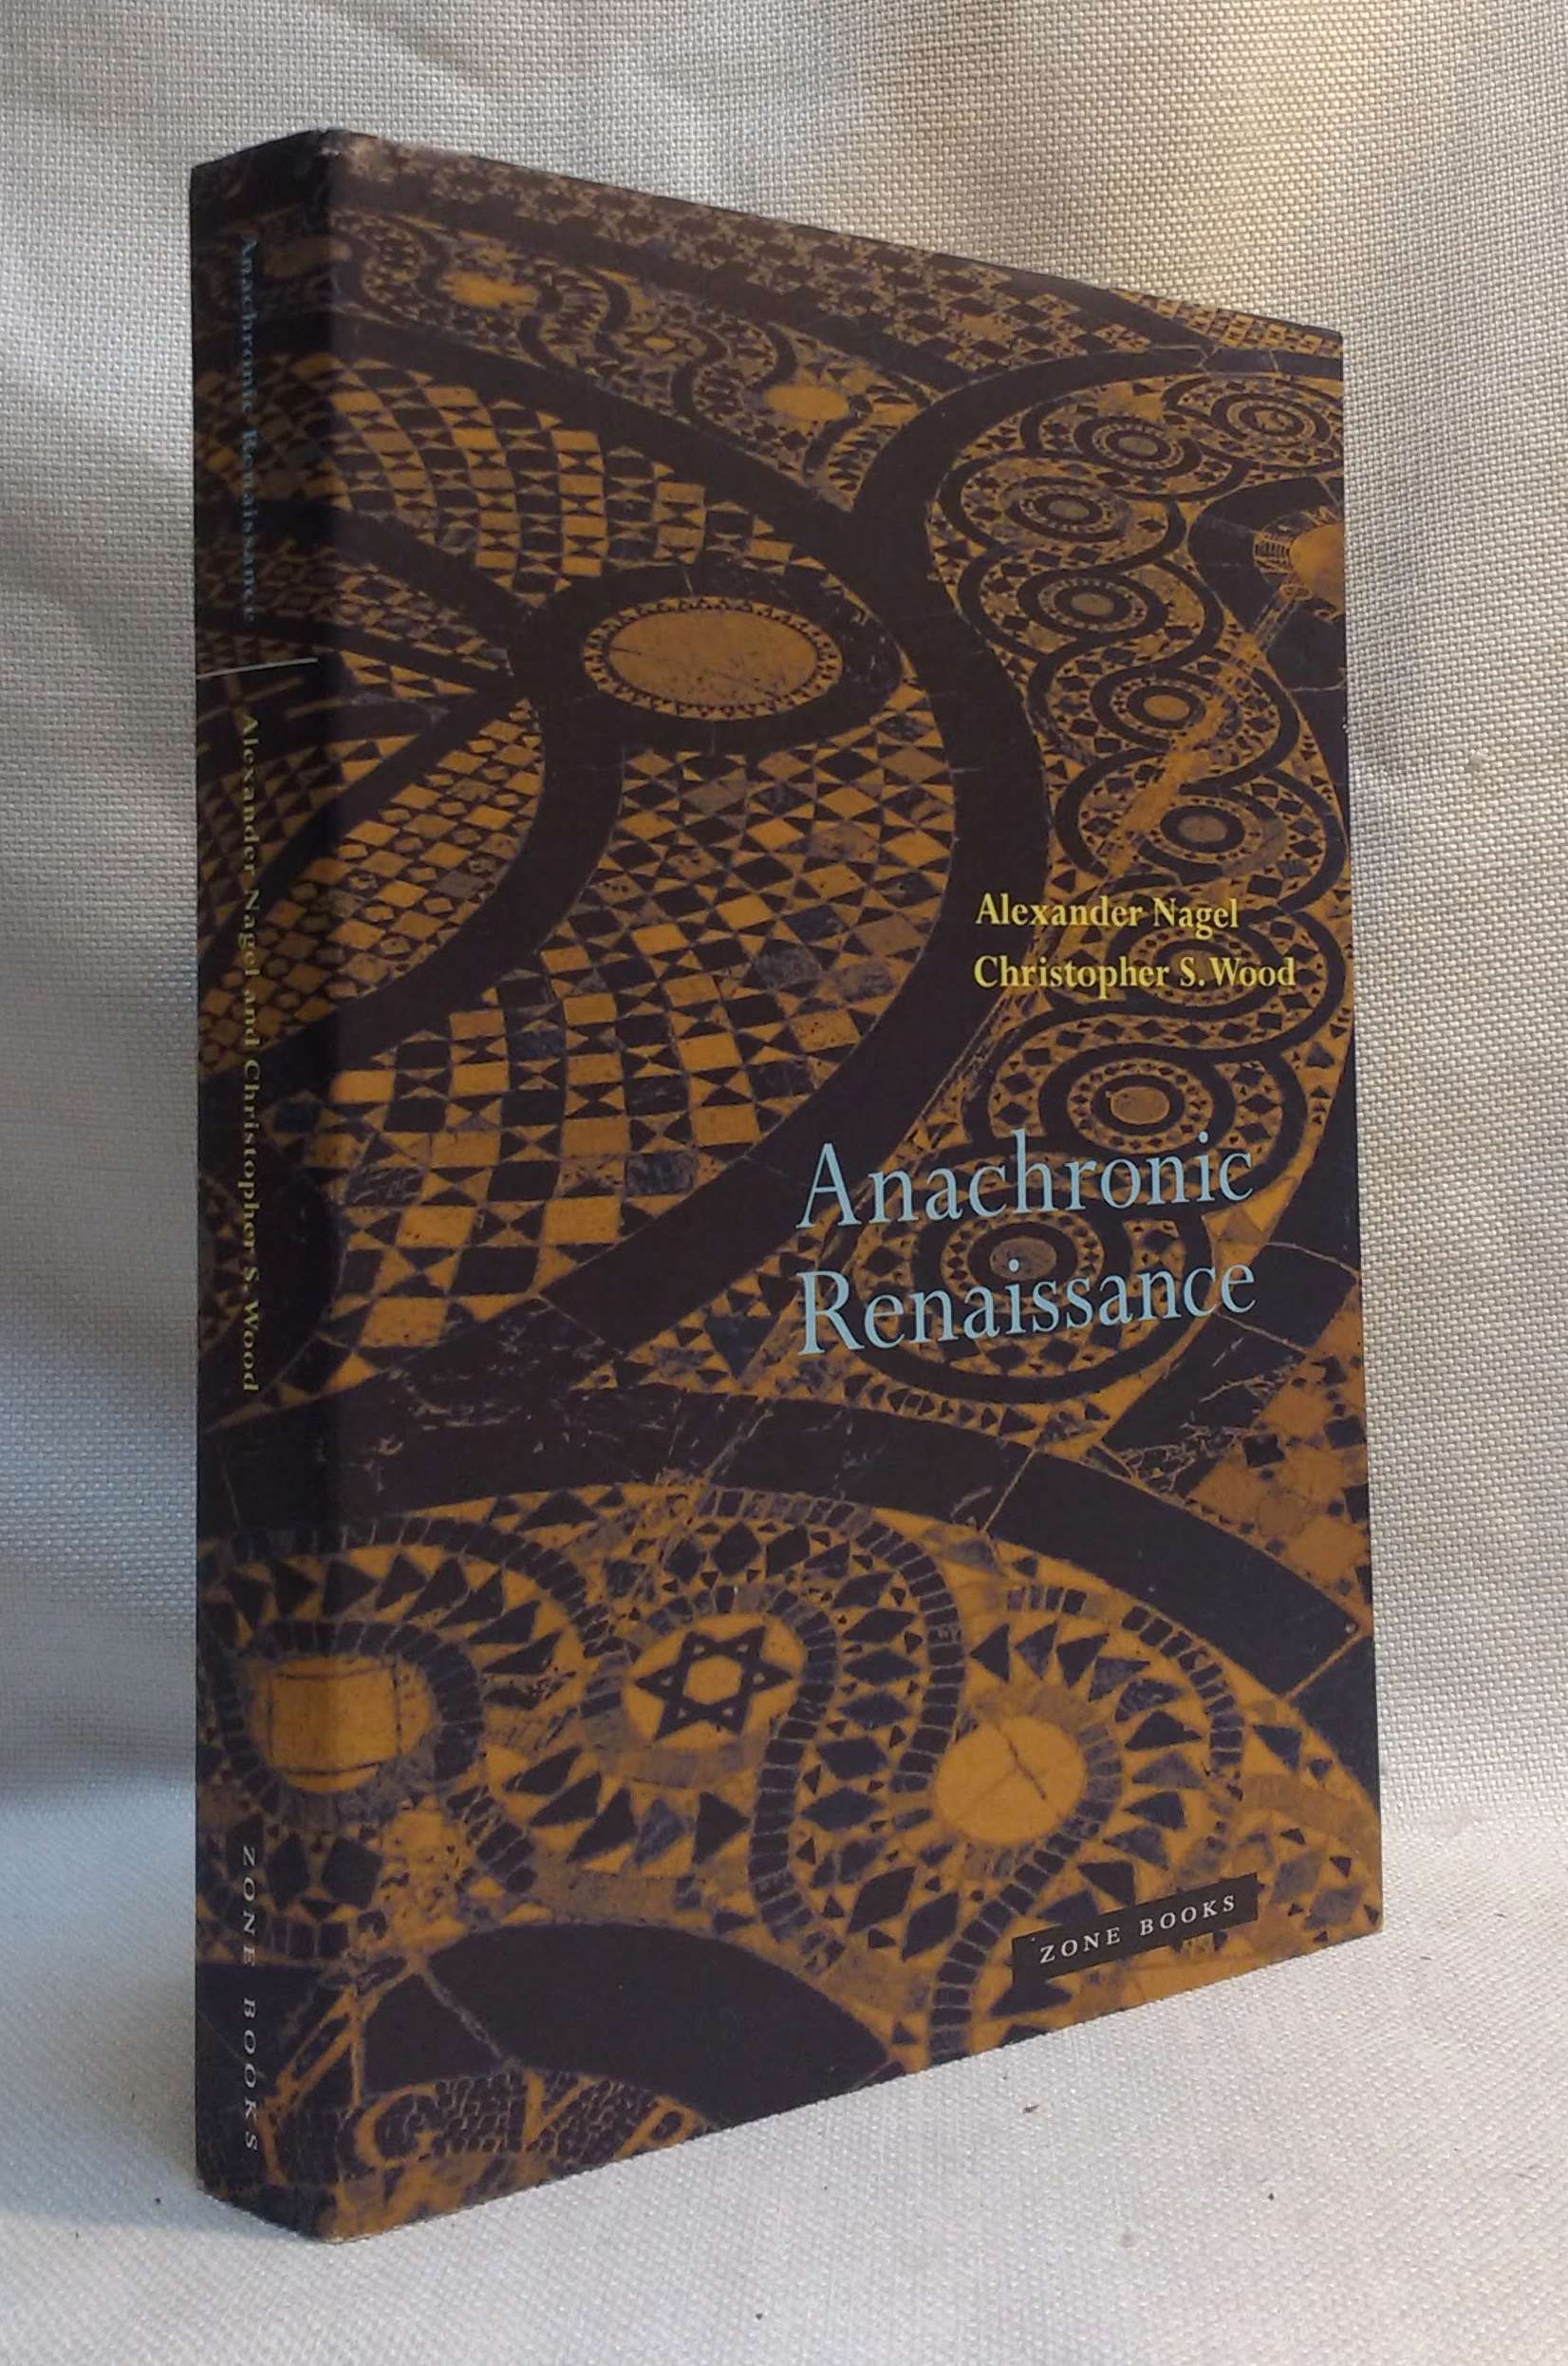 Anachronic Renaissance
Alexander Nagel and Christopher S. Wood
ZONE BOOKS
Alexander Nagel
Christopher S. Wood
Anachronic
Renaissance
ZONE BOOKS